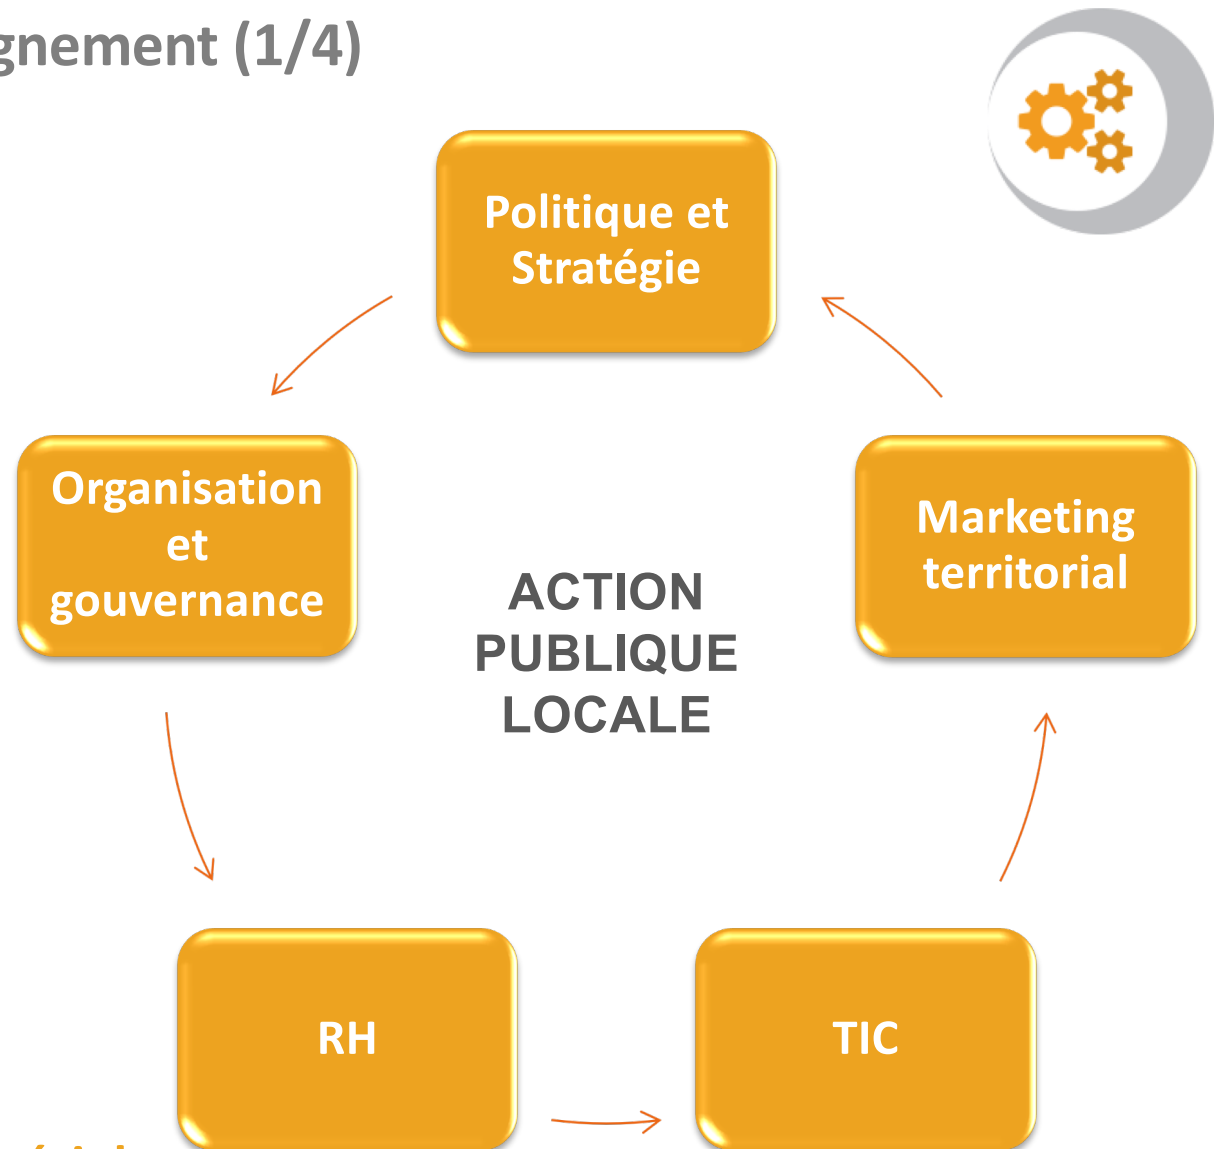 gnement (1/4)
Politique et
Stratégie
Organisation
et
gouvernance
Marketing
territorial
ACTION
PUBLIQUE
LOCALE
RH
TIC